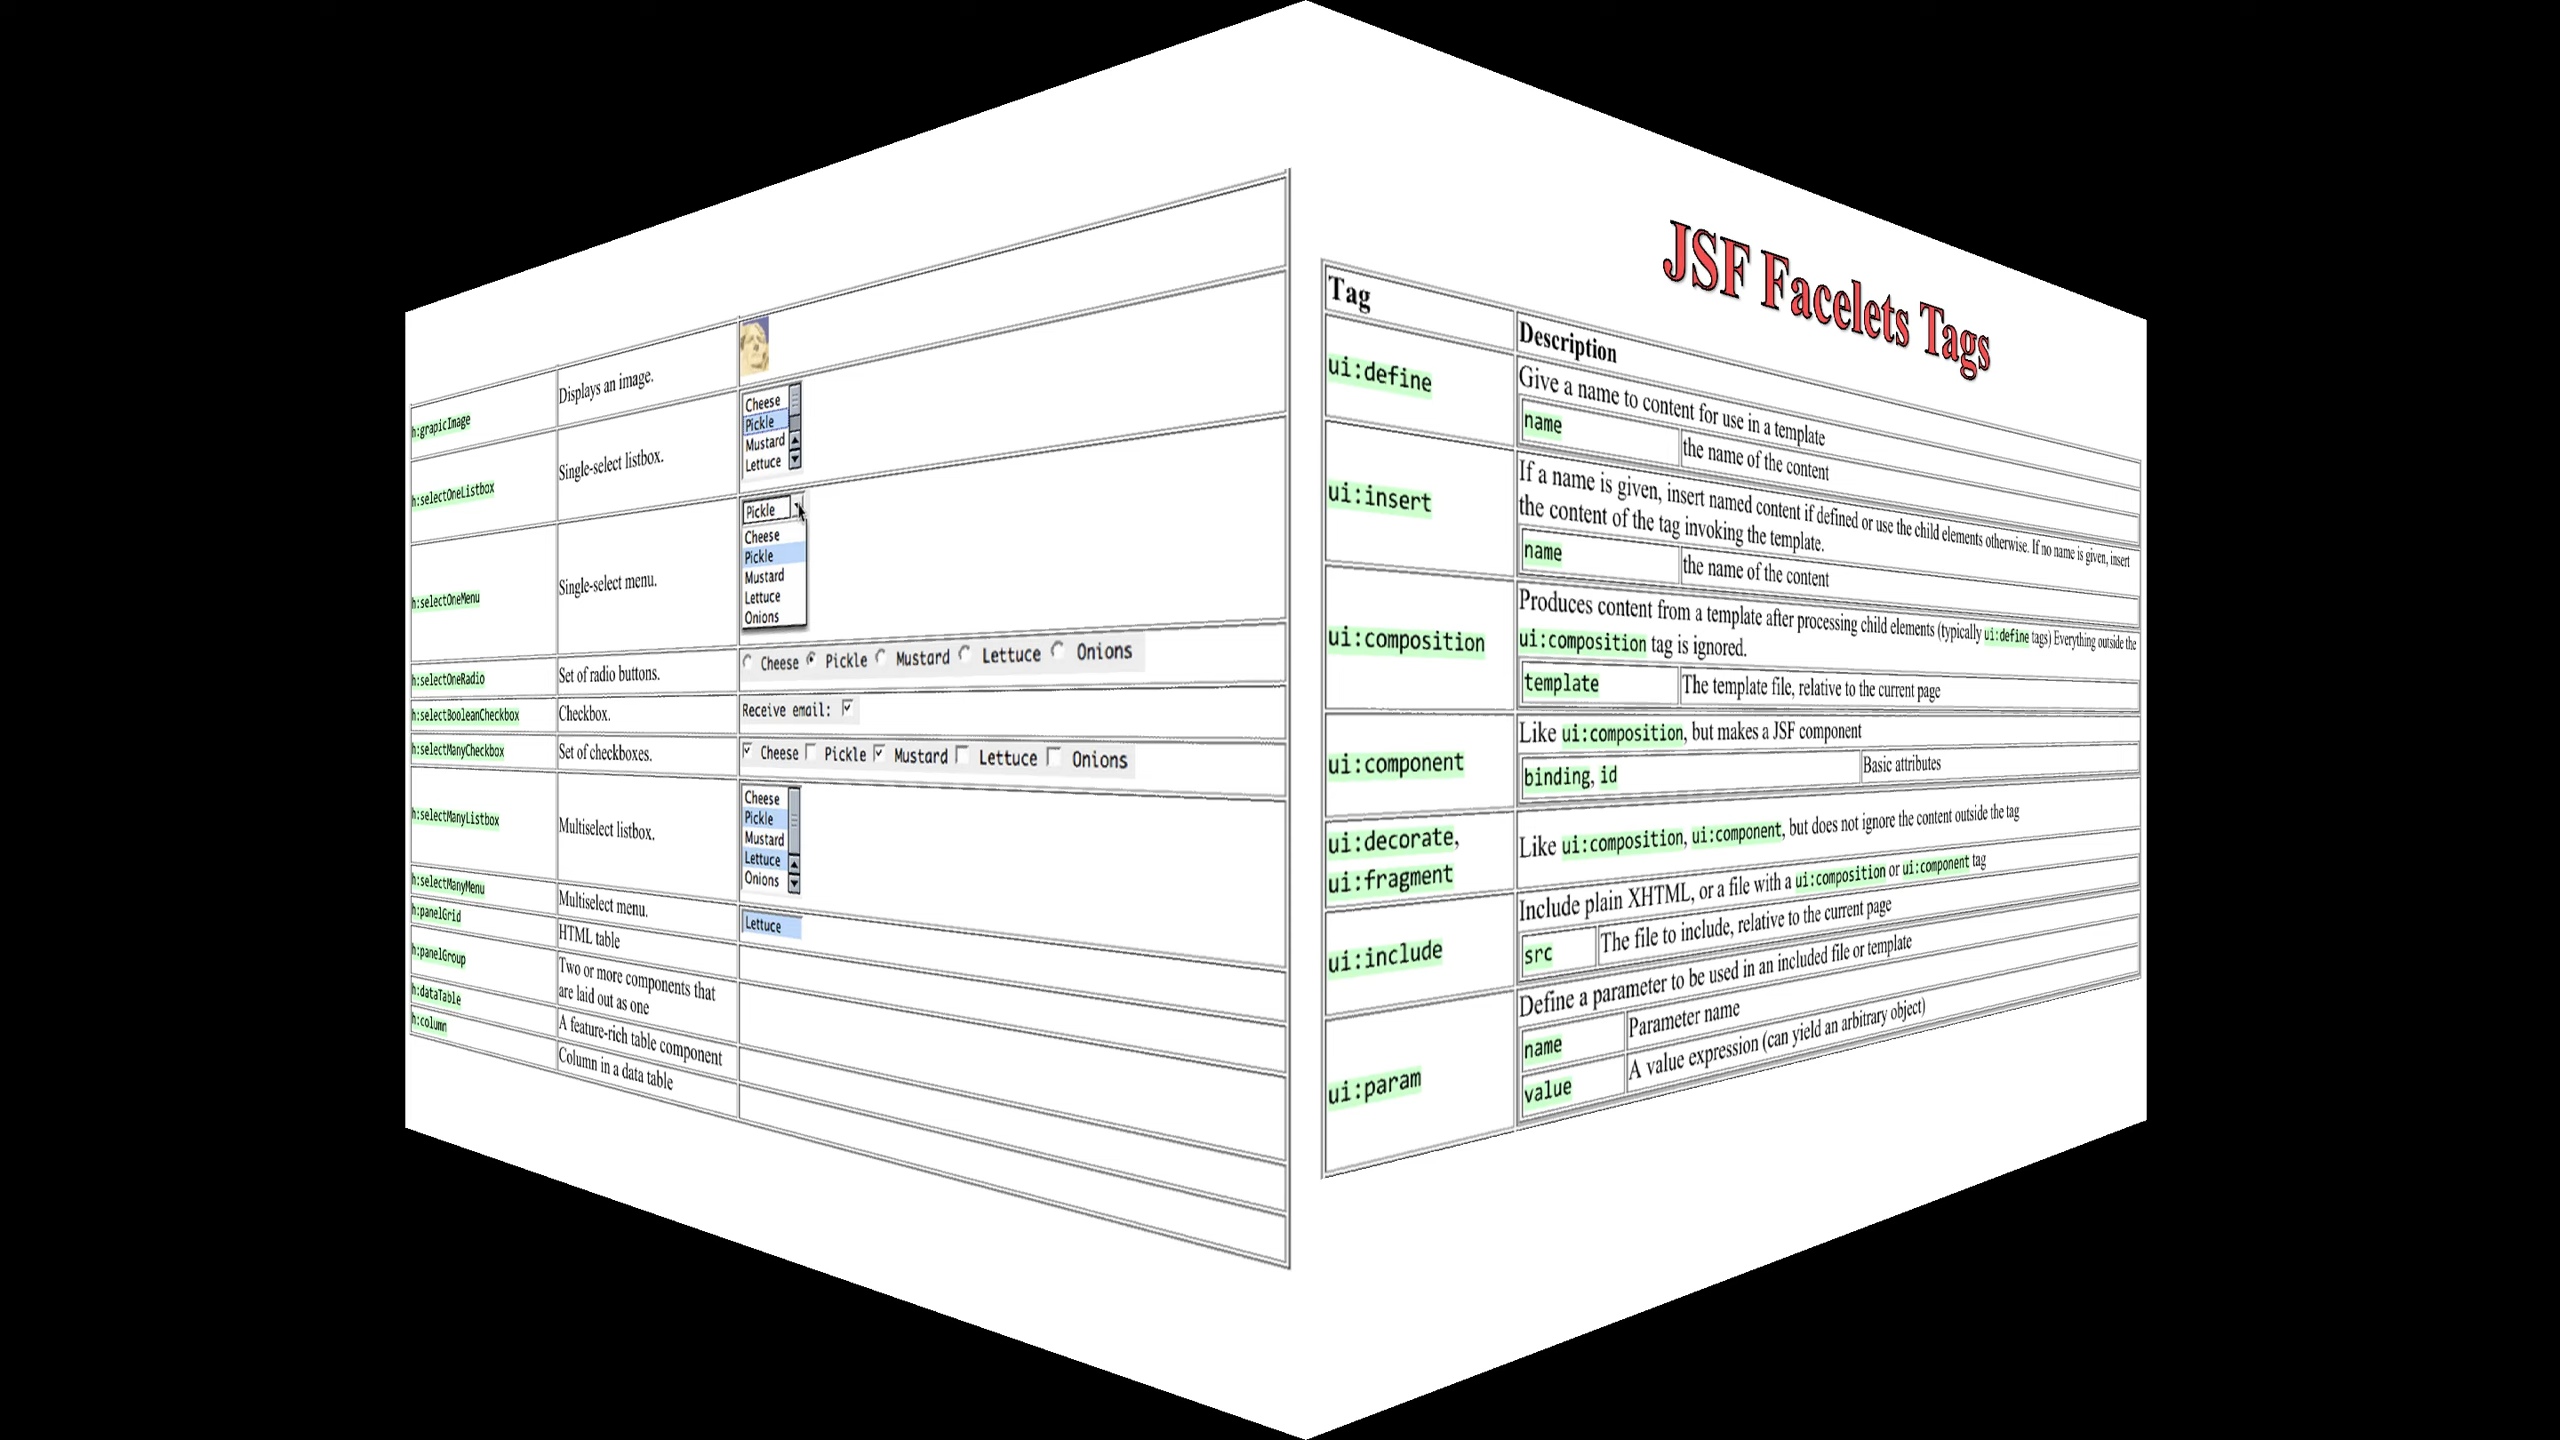 h:grapicImage
Displays an image.
h:selectOneListbox
Single-select listbox.
Cheese
Pickle
Mustard
Lettuce
h:selectOneMenu
Single-select menu.
Pickle
Cheese
Pickle
Mustard
Lettuce
Onions
h:selectOneRadio
Set of radio buttons.
Cheese Pickle Mustard Lettuce Onions
h:selectBooleanCheckbox
Checkbox.
Receive email:
h:selectManyCheckbox
Set of checkboxes.
Cheese Pickle Mustard Lettuce Onions
h:selectManyListbox
Multiselect listbox.
Cheese
Pickle
Mustard
Lettuce
Onions
h:selectManyMenu
Multiselect menu.
Lettuce
h:panelGrid
HTML table
h:panelGroup
Two or more components that
are laid out as one
h:dataTable
A feature-rich table component
h:column
Column in a data table
JSF Facelets Tags
Tag
Description
ui:define
Give a name to content for use in a template
name
the name of the content
ui:insert
If a name is given, insert named content if defined or use the child elements otherwise. If no name is given, insert
the content of the tag invoking the template.
name
the name of the content
ui:composition
Produces content from a template after processing child elements (typically ui:define tags) Everything outside the
ui:composition tag is ignored.
template
The template file, relative to the current page
ui:component
Like ui:composition, but makes a JSF component
binding, id
Basic attributes
ui:decorate,
ui:fragment
Like ui:composition, ui:component, but does not ignore the content outside the tag
ui:include
Include plain XHTML, or a file with a ui:composition or ui:component tag
src
The file to include, relative to the current page
ui:param
Define a parameter to be used in an included file or template
name
Parameter name
value
A value expression (can yield an arbitrary object)